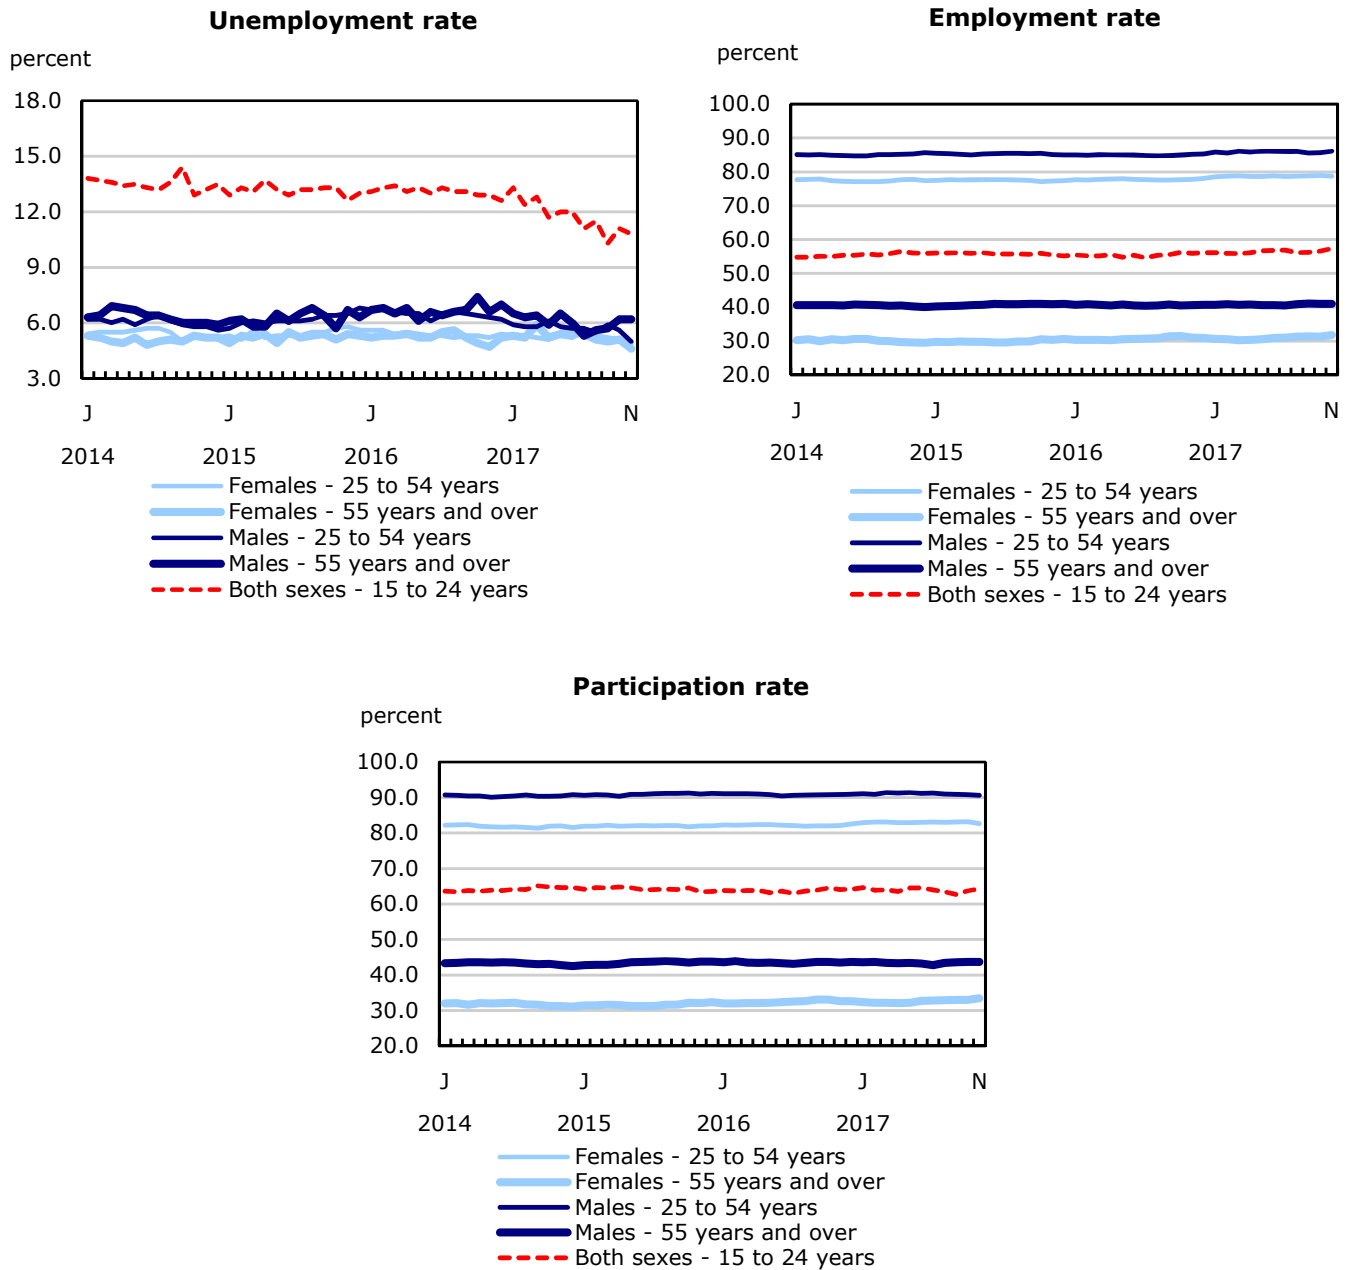 Unemployment rate
percent
18.0
15.0
12.0
9.0
6.0
3.0
J J J J N
2014 2015 2016 2017
Females - 25 to 54 years
Females - 55 years and over
Males - 25 to 54 years
Males - 55 years and over
Both sexes - 15 to 24 years
Employment rate
percent
100.0
90.0
80.0
70.0
60.0
50.0
40.0
30.0
20.0
J J J J N
2014 2015 2016 2017
Females - 25 to 54 years
Females - 55 years and over
Males - 25 to 54 years
Males - 55 years and over
Both sexes - 15 to 24 years
Participation rate
percent
100.0
90.0
80.0
70.0
60.0
50.0
40.0
30.0
20.0
J J J J N
2014 2015 2016 2017
Females - 25 to 54 years
Females - 55 years and over
Males - 25 to 54 years
Males - 55 years and over
Both sexes - 15 to 24 years